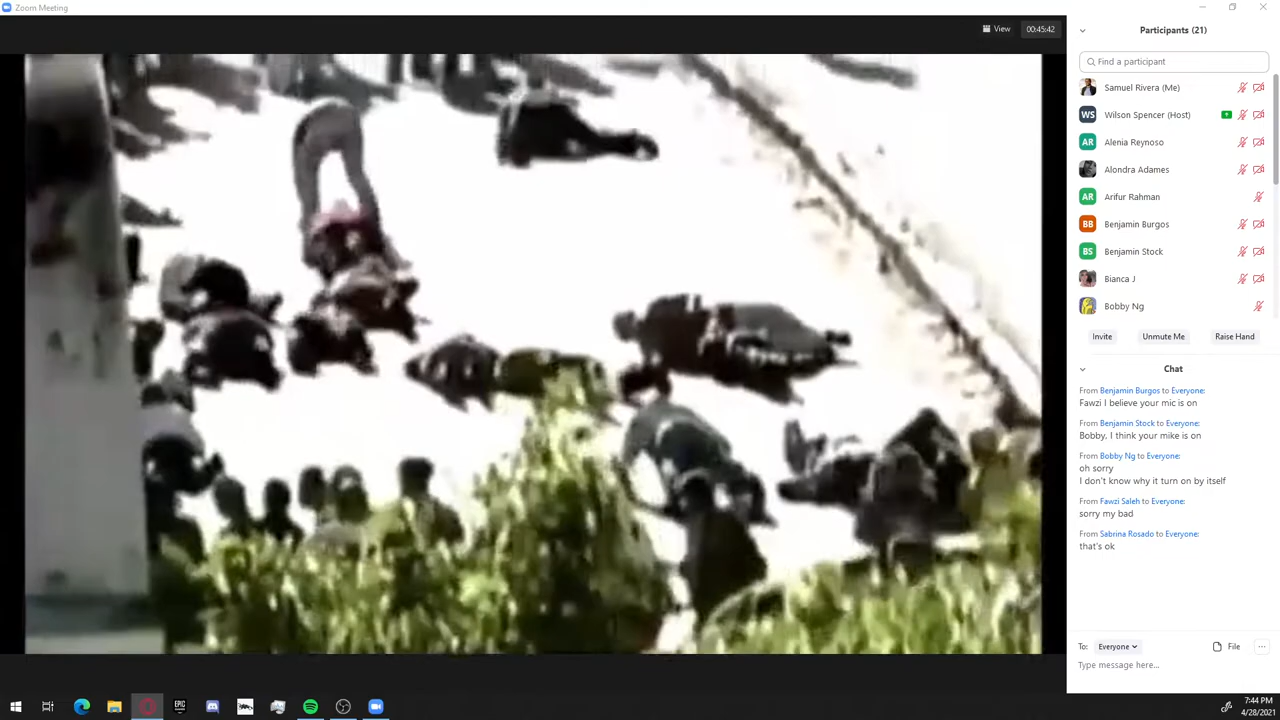 Zoom Meeting
View
00:45:42
Participants (21)
Find a participant
Samuel Rivera (Me)
WS Wilson Spencer (Host)
AR Alenia Reynoso
Alondra Adames
AR Arifur Rahman
BB Benjamin Burgos
BS Benjamin Stock
Bianca J
Bobby Ng
Invite Unmute Me Raise Hand
Chat
From Benjamin Burgos to Everyone:
Fawzi I believe your mic is on
From Benjamin Stock to Everyone:
Bobby, I think your mike is on
From Bobby Ng to Everyone:
oh sorry
I don't know why it turn on by itself
From Fawzi Saleh to Everyone:
sorry my bad
From Sabrina Rosado to Everyone:
that's ok
To: Everyone File
Type message here...
EPIC
7:44 PM
4/28/2021